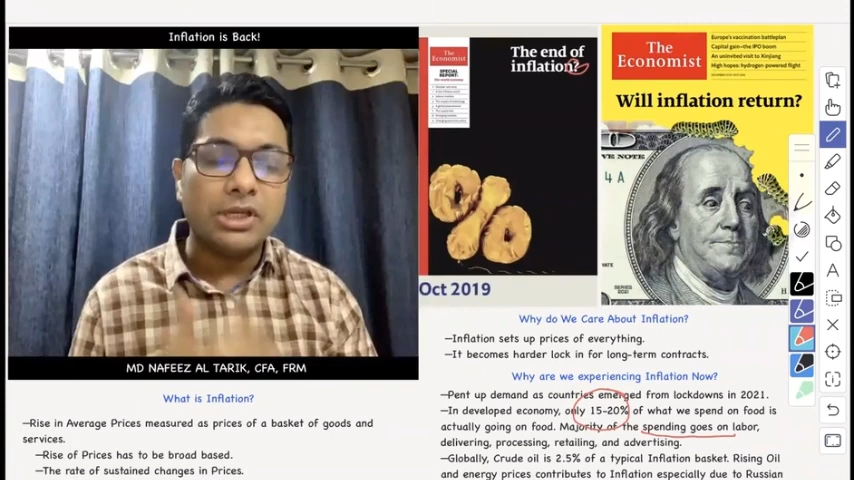 Inflation is Back!
MD NAFEEZ AL TARIK, CFA, FRM
What is Inflation?
—Rise in Average Prices measured as prices of a basket of goods and
services.
—Rise of Prices has to be broad based.
—The rate of sustained changes in Prices.
The
Economist
SPECIAL
REPORT:
The end of
inflation?
Oct 2019
The
Economist
Europe's vaccination battleplan
Capital gain—the IPO boom
An uninvited visit to Xinjiang
High hopes: hydrogen-powered flight
Will inflation return?
VE NOTE
4 A
SERIES
Why do We Care About Inflation?
—Inflation sets up prices of everything.
—It becomes harder lock in for long-term contracts.
Why are we experiencing Inflation Now?
—Pent up demand as countries emerged from lockdowns in 2021.
—In developed economy, only 15-20% of what we spend on food is
actually going on food. Majority of the spending goes on labor,
delivering, processing, retailing, and advertising.
—Globally, Crude oil is 2.5% of a typical Inflation basket. Rising Oil
and energy prices contributes to Inflation especially due to Russian
A